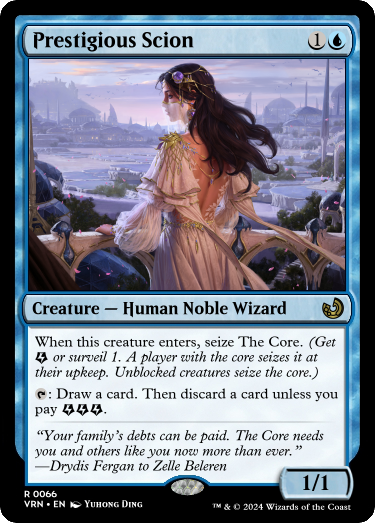 Prestigious Scion
1
Creature — Human Noble Wizard
When this creature enters, seize The Core. (Get
or surveil 1. A player with the core seizes it at
their upkeep. Unblocked creatures seize the core.)
: Draw a card. Then discard a card unless you
pay .
“Your family’s debts can be paid. The Core needs
you and others like you now more than ever.”
—Drydis Fergan to Zelle Beleren
1/1
R 0066
VRN • EN Yuhong Ding
™ & © 2024 Wizards of the Coast